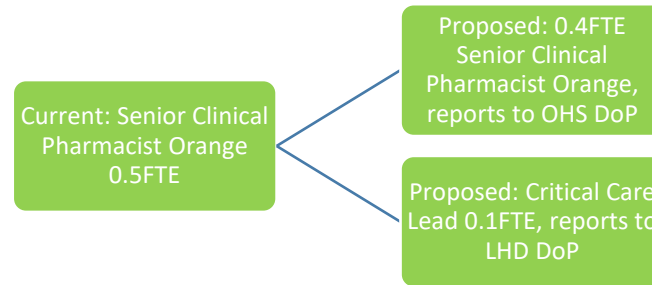 Current: Senior Clinical
Pharmacist Orange
0.5FTE
Proposed: 0.4FTE
Senior Clinical
Pharmacist Orange,
reports to OHS DoP
Proposed: Critical Care
Lead 0.1FTE, reports to
LHD DoP